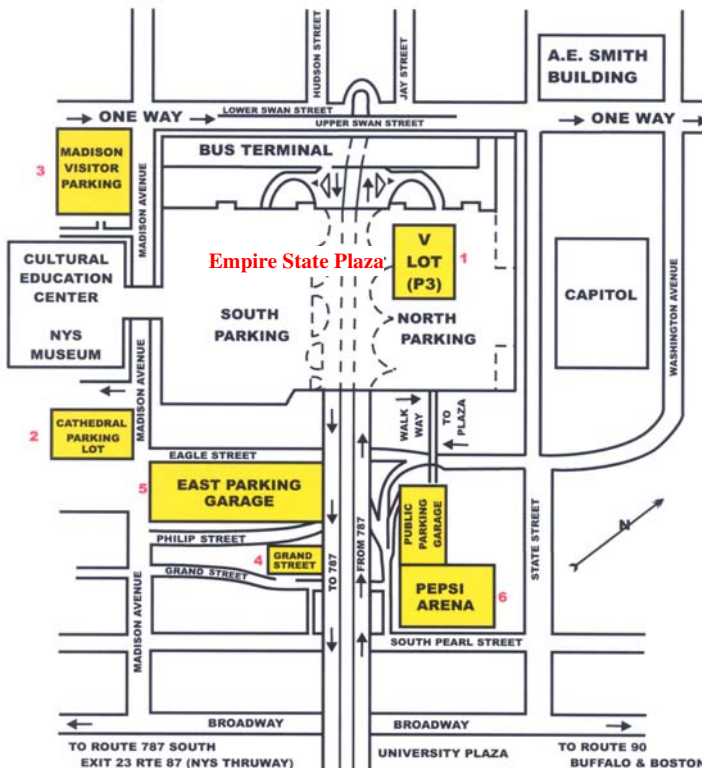 HUDSON STREET
JAY STREET
A.E. SMITH
BUILDING
LOWER SWAN STREET
ONE WAY
UPPER SWAN STREET
ONE WAY
BUS TERMINAL
3
MADISON
VISITOR
PARKING
MADISON AVENUE
Empire State Plaza
V
LOT
(P3)
1
CULTURAL
EDUCATION
CENTER
NYS
MUSEUM
SOUTH
PARKING
NORTH
PARKING
CAPITOL
WASHINGTON AVENUE
MADISON AVENUE
WALK
WAY
TO
PLAZA
2
CATHEDRAL
PARKING
LOT
EAGLE STREET
5
EAST PARKING
GARAGE
PUBLIC
PARKING
GARAGE
STATE STREET
N
PHILIP STREET
4
GRAND
STREET
TO 787
FROM 787
GRAND STREET
PEPSI
ARENA
6
MADISON AVENUE
SOUTH PEARL STREET
BROADWAY
BROADWAY
TO ROUTE 787 SOUTH
EXIT 23 RTE 87 (NYS THRUWAY)
UNIVERSITY PLAZA
TO ROUTE 90
BUFFALO & BOSTON